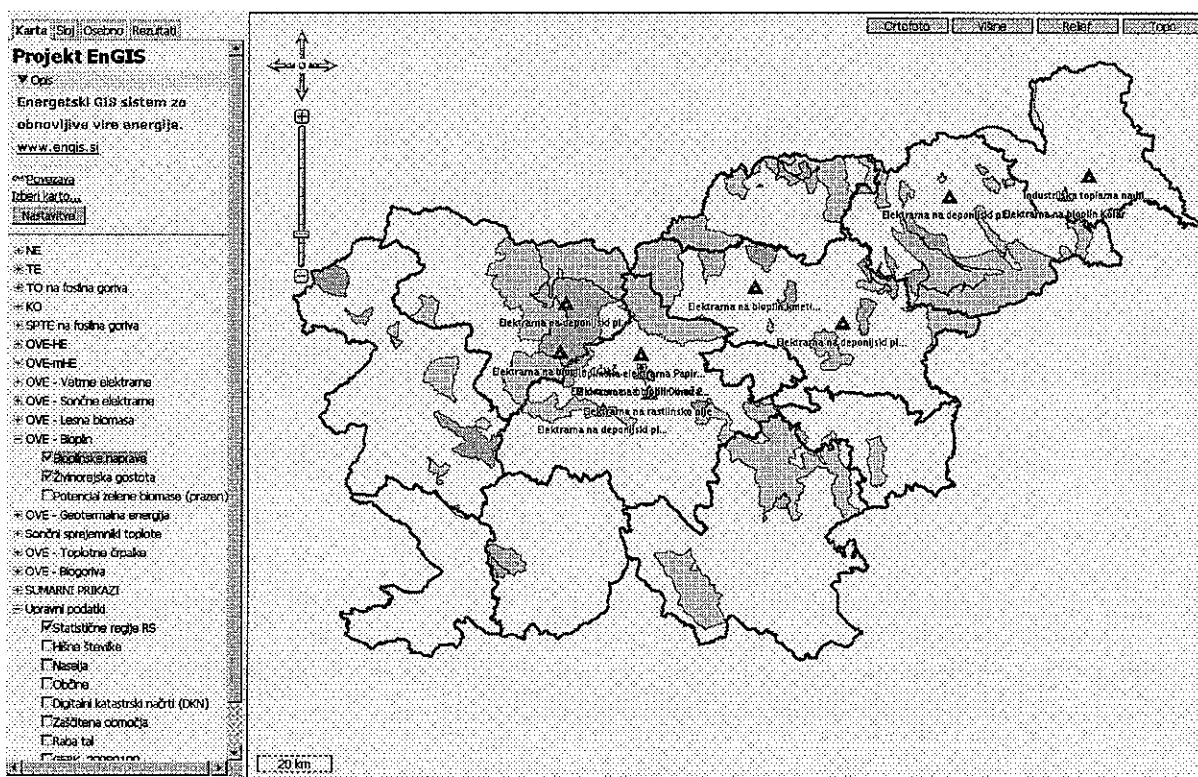 Karta Sloj Osebno Rezultati
Projekt EnGIS
Opis
Energetski GIS sistem za
obnovljive vire energije.
www.engis.si
Povezava
Izberi karto...
Nastavitve
NE
TE
TO na fosilna goriva
KO
SPTE na fosilna goriva
OVE-HE
OVE-mHE
OVE - Vetrne elektrarne
OVE - Sončne elektrarne
OVE - Lesna biomasa
OVE - Bioplin
Bioplinske naprave
Živinorejska gostota
Potencial zelene biomase (prazen)
OVE - Geotermalna energija
Sončni sprejemniki toplote
OVE - Toplotne črpalke
OVE - Biogoriva
SUMARNI PRIKAZI
Upravni podatki
Statistične regije RS
Hišne številke
Naselja
Občine
Digitalni katastrski načrti (DKN)
Zaščitena območja
Raba tal
Ortofoto Višine Relief Topo
Industrijska toplarna
Elektrarna na deponijski
Elektrarna na bioplin Kolar
Elektrarna na bioplin kmeti...
Elektrarna na deponijski pl...
Elektrarna na deponijski pl...
Elektrarna na
elektrarna Papir...
Elektrarna na rastlinsko olje
Elektrarna na deponijski pl...
20 km